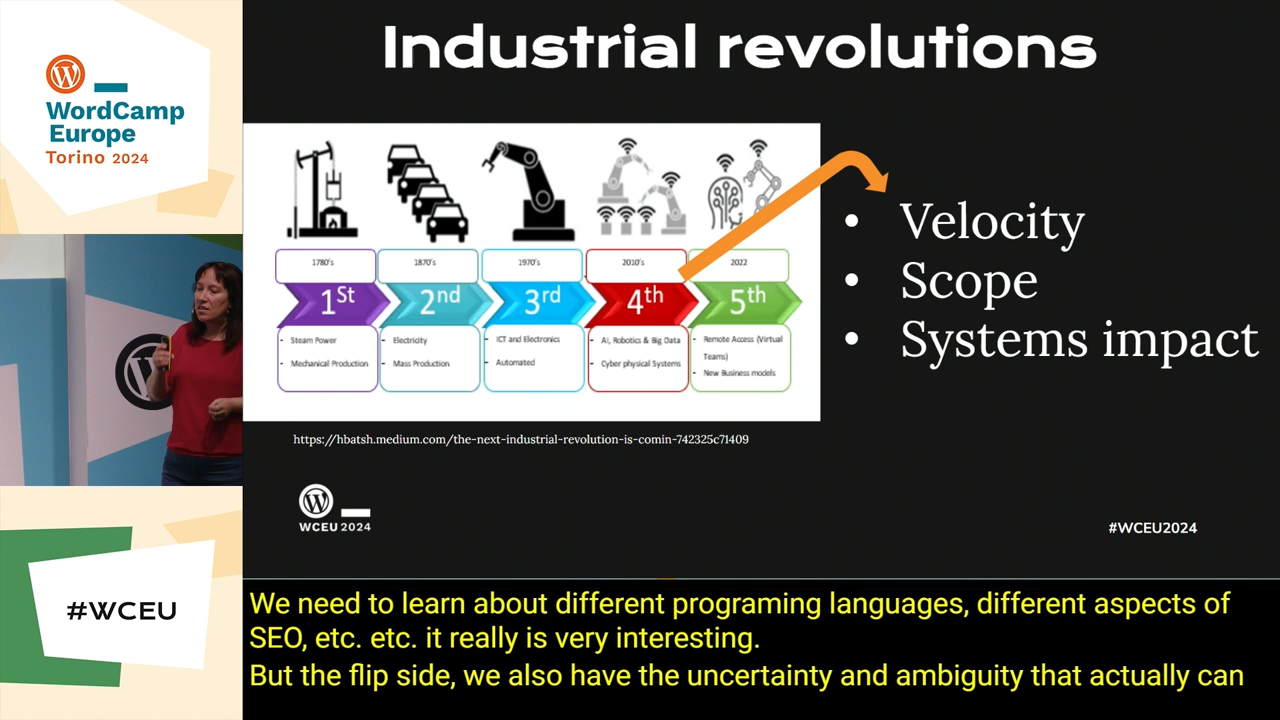 WordCamp
Europe
Torino 2024
#WCEU
Industrial revolutions
1780's
1870's
1970's
2010's
2022
1st
2nd
3rd
4th
5th
- Steam Power
- Mechanical Production
- Electricity
- Mass Production
- ICT and Electronics
- Automated
- AI, Robotics & Big Data
- Cyber physical Systems
- Remote Access (Virtual
Teams)
- New Business models
• Velocity
• Scope
• Systems impact
https://hbatsh.medium.com/the-next-industrial-revolution-is-comin-742325c71409
WCEU 2024
#WCEU2024
We need to learn about different programing languages, different aspects of
SEO, etc. etc. it really is very interesting.
But the flip side, we also have the uncertainty and ambiguity that actually can